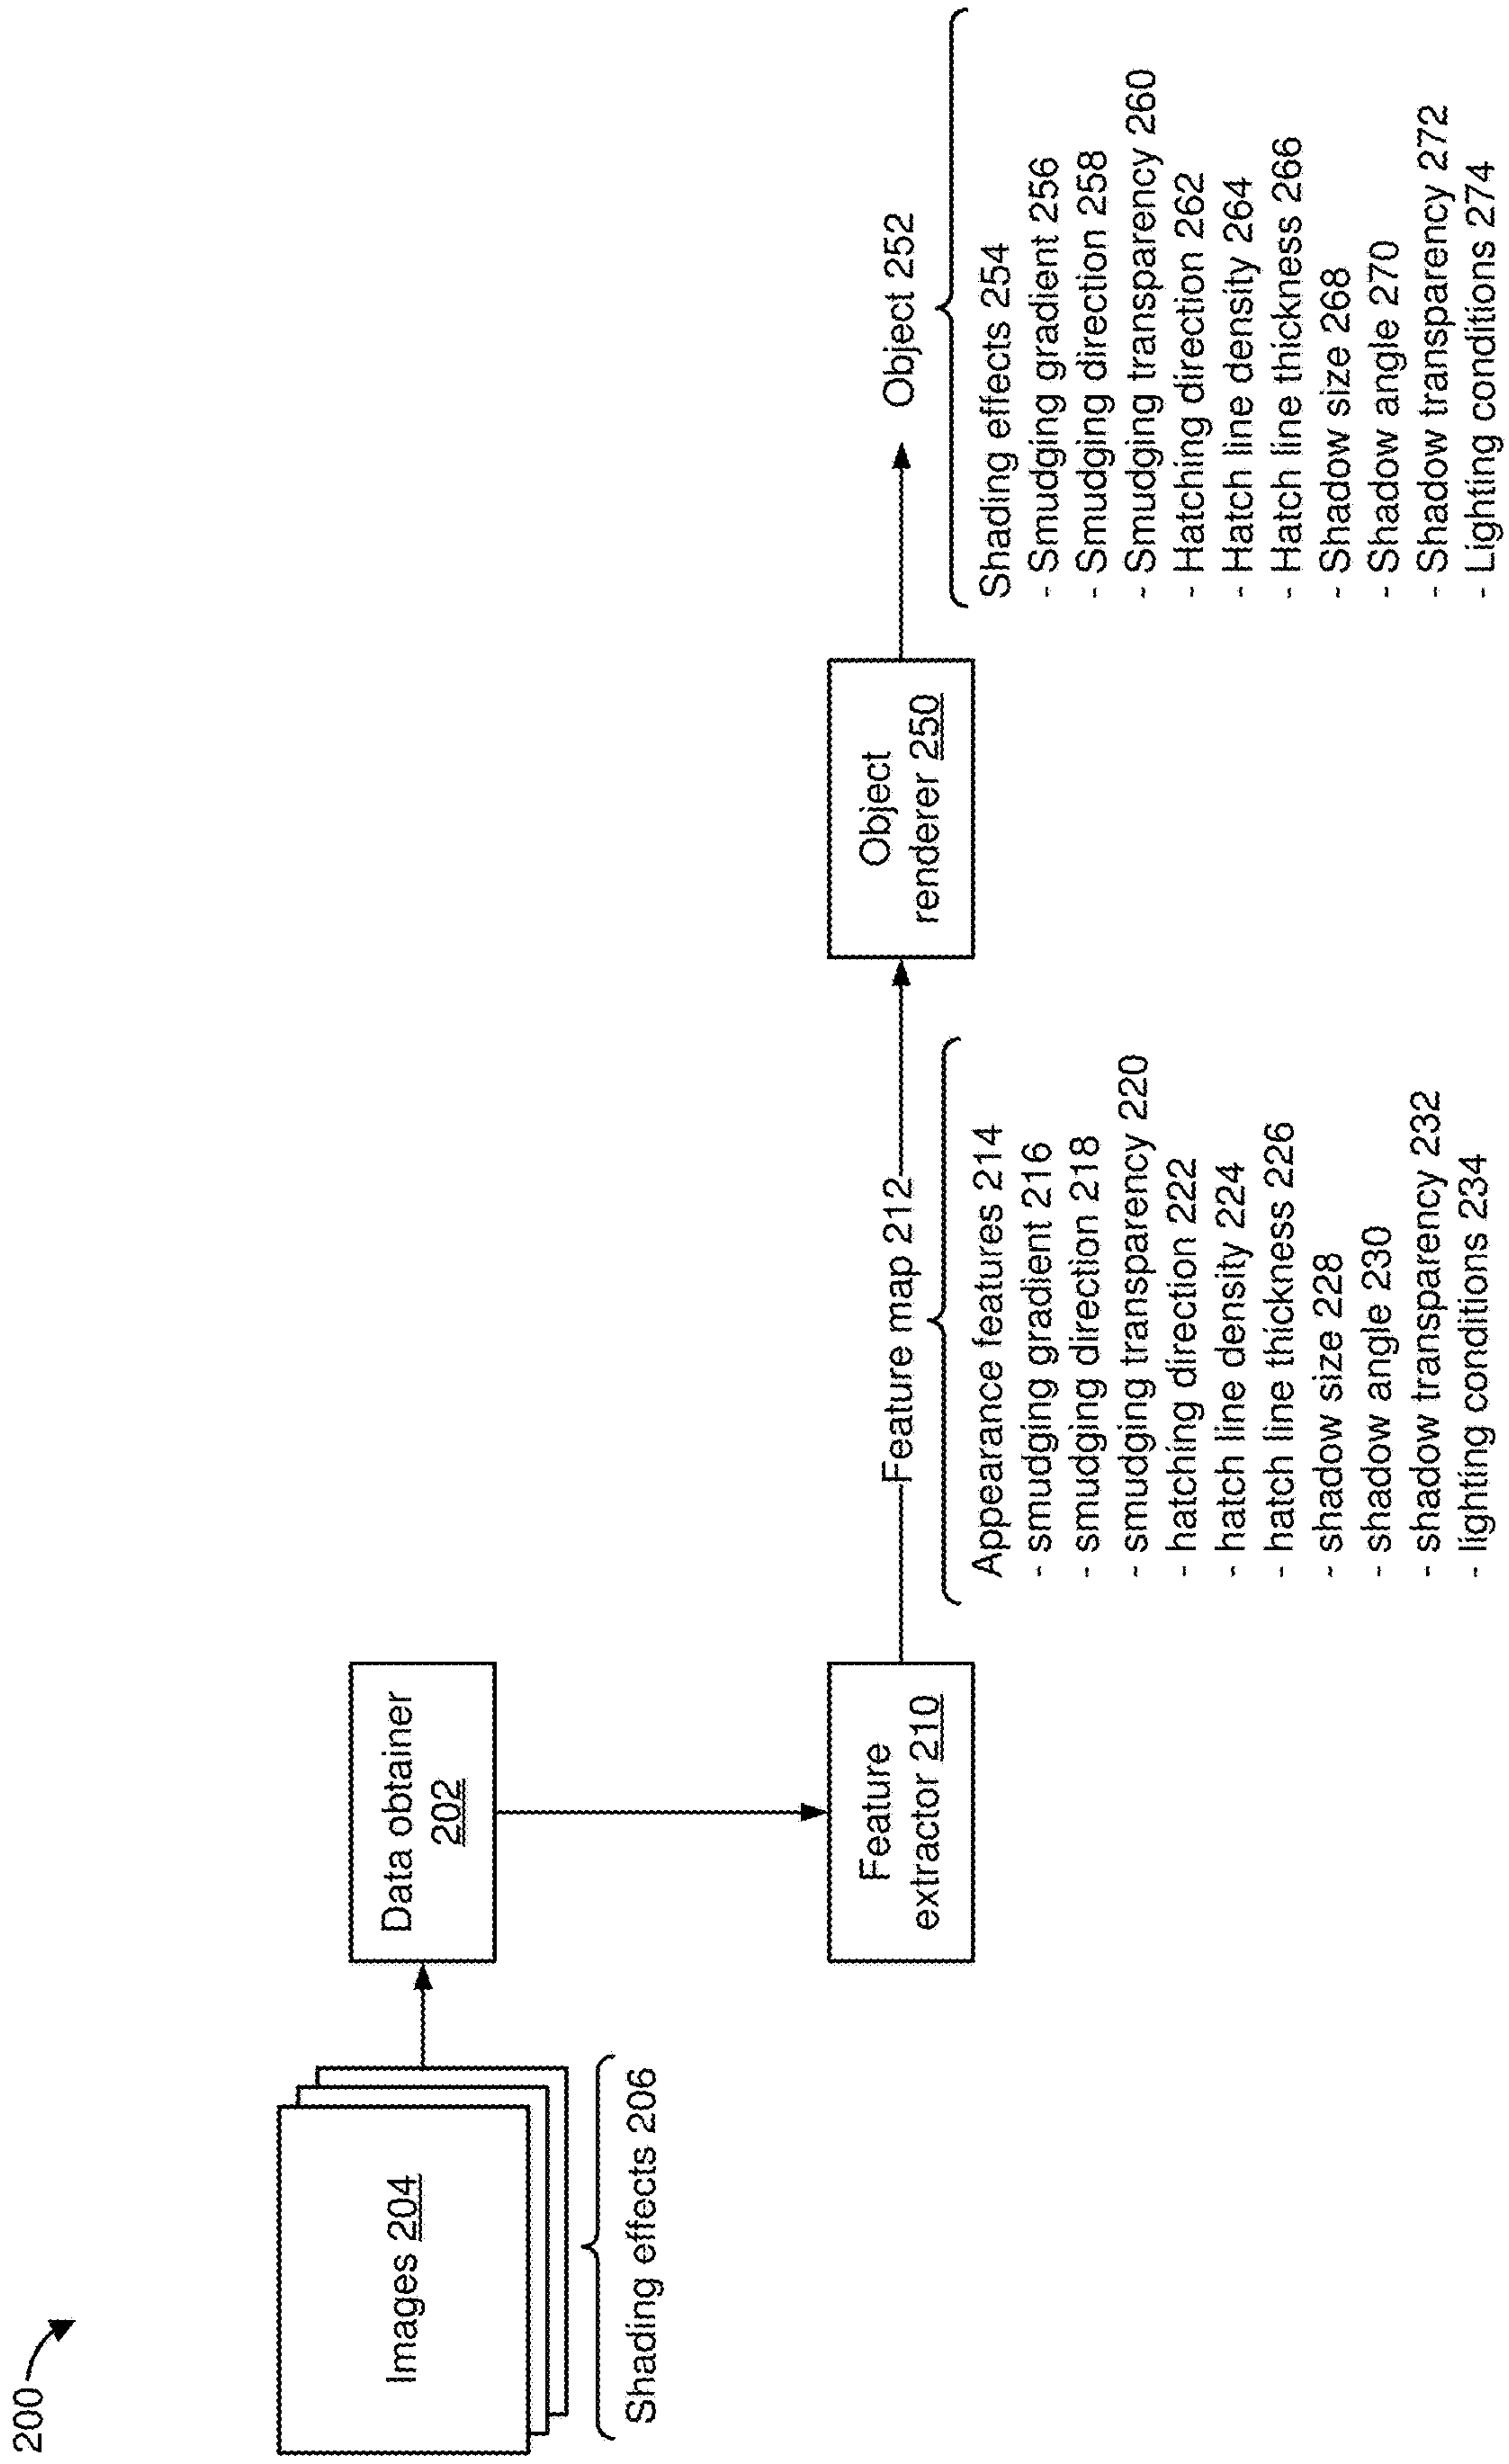 200
Images 204
Shading effects 206
Data obtainer
202
Feature
extractor 210
Feature map 212
Appearance features 214
- smudging gradient 216
- smudging direction 218
- smudging transparency 220
- hatching direction 222
- hatch line density 224
- hatch line thickness 226
- shadow size 228
- shadow angle 230
- shadow transparency 232
- lighting conditions 234
Object
renderer 250
Object 252
Shading effects 254
- Smudging gradient 256
- Smudging direction 258
- Smudging transparency 260
- Hatching direction 262
- Hatch line density 264
- Hatch line thickness 266
- Shadow size 268
- Shadow angle 270
- Shadow transparency 272
- Lighting conditions 274